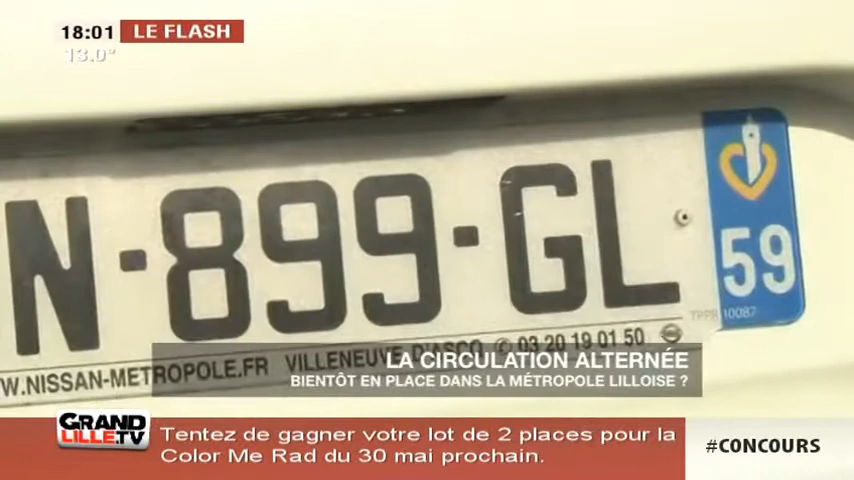 18:01 LE FLASH
13.0°
N-899-GL
59
TPPR 10087
W.NISSAN-METROPOLE.FR VILLENEUVE D'ASCQ ✆ 03 20 19 01 50
LA CIRCULATION ALTERNÉE
BIENTÔT EN PLACE DANS LA MÉTROPOLE LILLOISE ?
GRAND LILLE.TV
Tentez de gagner votre lot de 2 places pour la
Color Me Rad du 30 mai prochain.
#CONCOURS